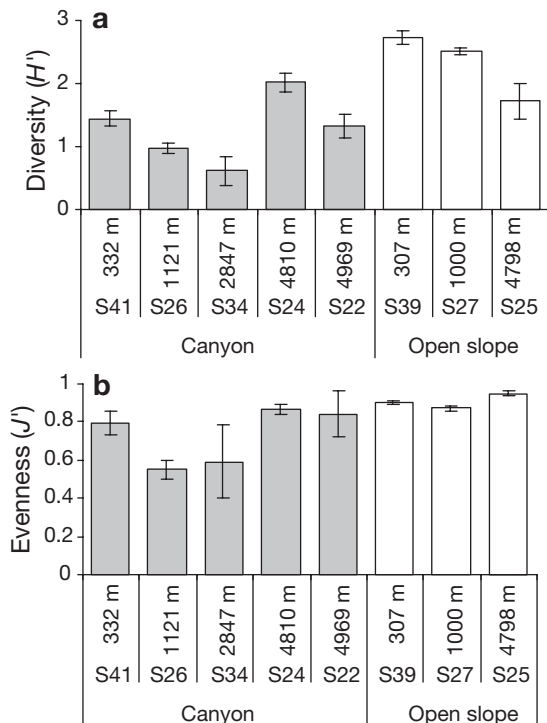 a
Diversity (H')
3
2
1
0
332 m 1121 m 2847 m 4810 m 4969 m 307 m 1000 m 4798 m
S41 S26 S34 S24 S22 S39 S27 S25
Canyon Open slope
b
Evenness (J')
1
0.8
0.6
0.4
0.2
0
332 m 1121 m 2847 m 4810 m 4969 m 307 m 1000 m 4798 m
S41 S26 S34 S24 S22 S39 S27 S25
Canyon Open slope